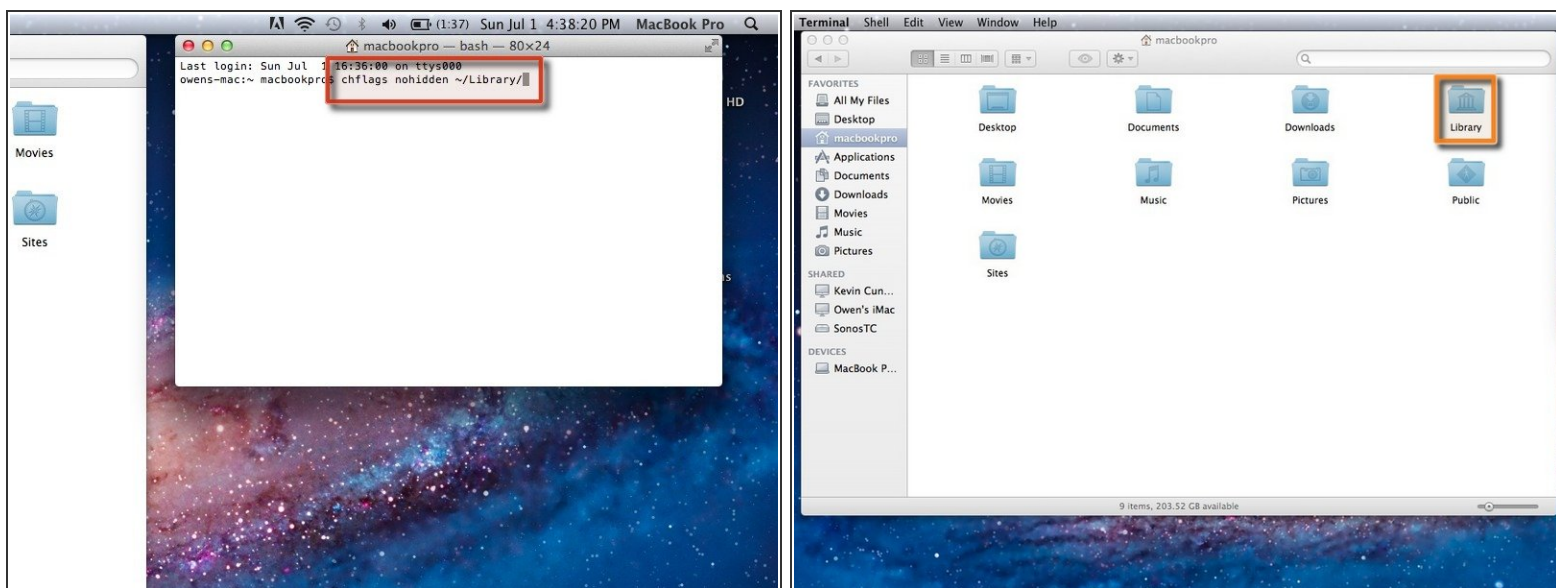 (1:37) Sun Jul 1 4:38:20 PM MacBook Pro
macbookpro — bash — 80×24
Last login: Sun Jul 1 16:36:00 on ttys000
owens-mac:~ macbookpro$ chflags nohidden ~/Library/
HD
Movies
Sites
Terminal Shell Edit View Window Help
macbookpro
FAVORITES
All My Files
Desktop
macbookpro
Applications
Documents
Downloads
Movies
Music
Pictures
SHARED
Kevin Cun...
Owen's iMac
SonosTC
DEVICES
MacBook P...
Desktop Documents Downloads Library
Movies Music Pictures Public
Sites
9 items, 203.52 GB available